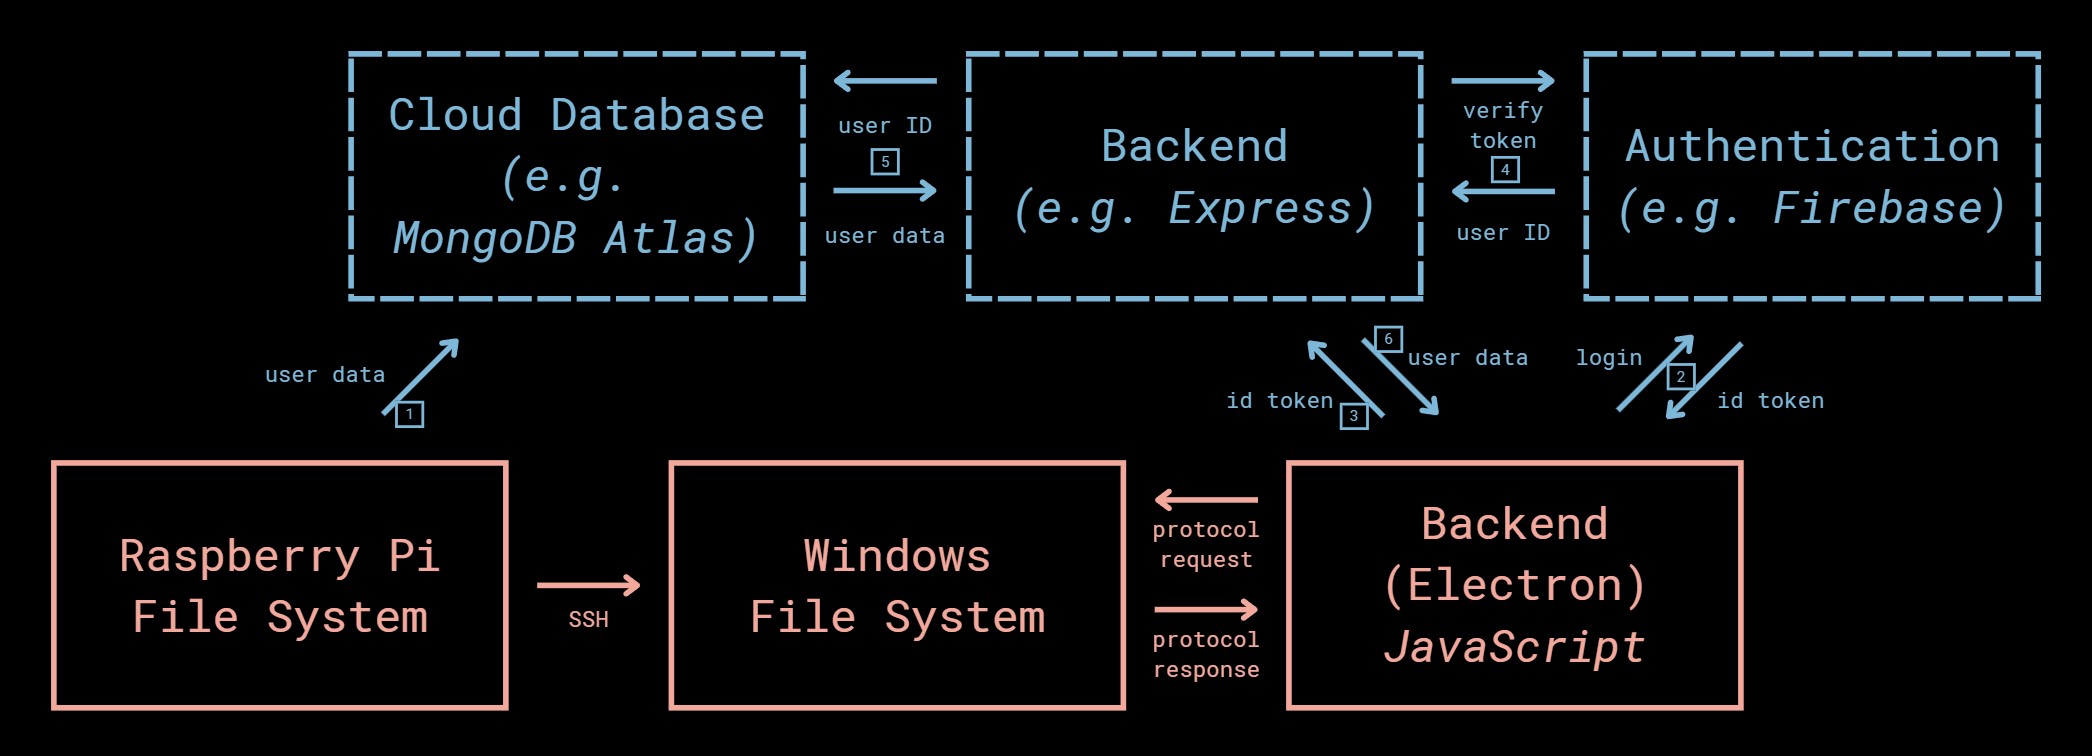 Cloud Database
(e.g.
MongoDB Atlas)
user ID
5
user data
Backend
(e.g. Express)
verify
token
4
user ID
Authentication
(e.g. Firebase)
user data
1
id token
3
6
user data
login
2
id token
Raspberry Pi
File System
SSH
Windows
File System
protocol
request
protocol
response
Backend
(Electron)
JavaScript